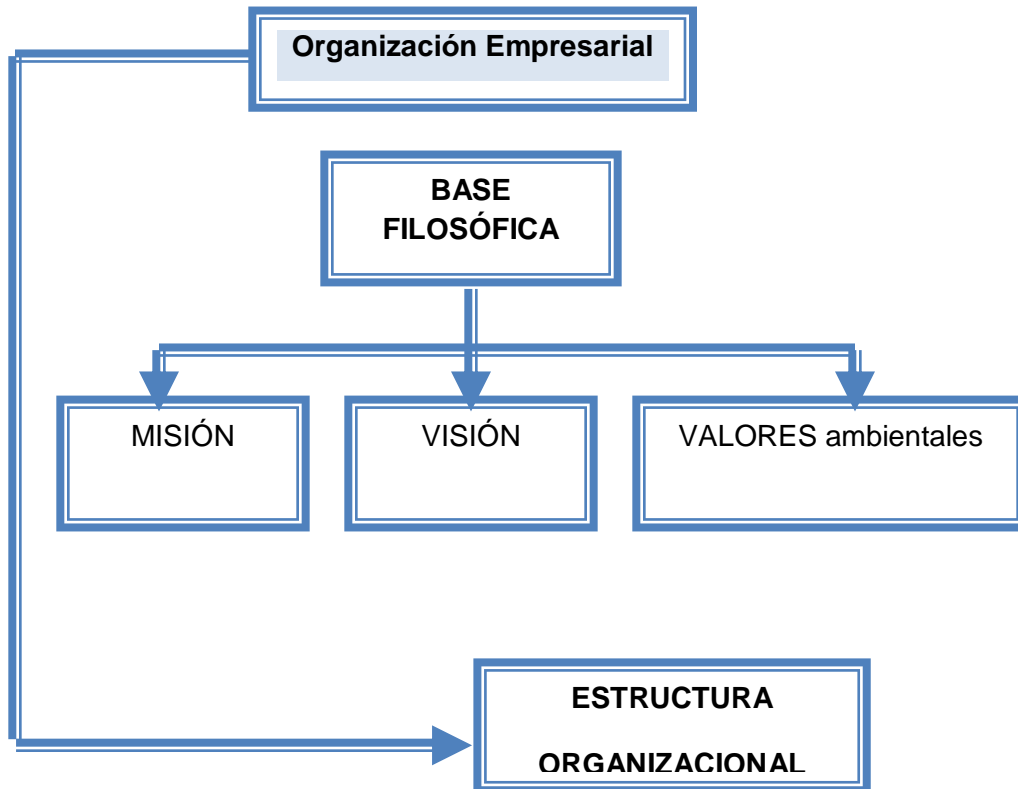 Organización Empresarial
BASE
FILOSÓFICA
MISIÓN
VISIÓN
VALORES ambientales
ESTRUCTURA
ORGANIZACIONAL